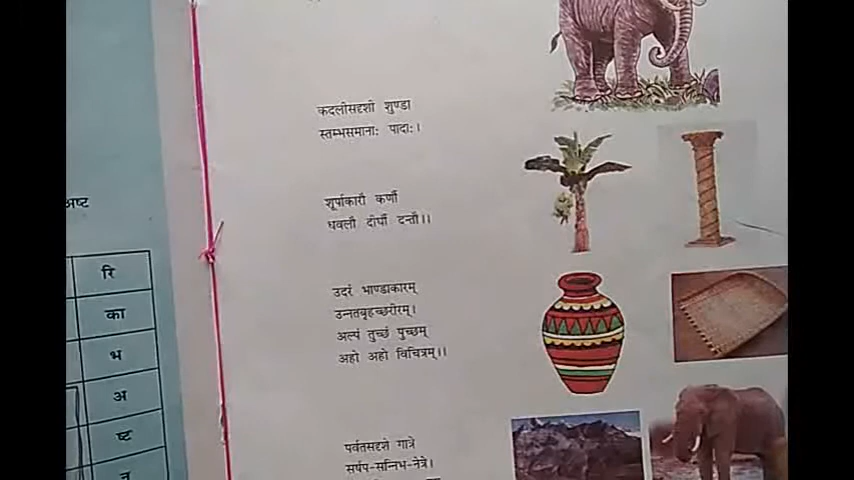 अष्ट
रि
का
भ
अ
ष्ट
न
कदलीसदृशी शुण्डा
स्तम्भसमानाः पादाः।
शूर्पाकारौ कर्णौ
धवलौ दीर्घौ दन्तौ।।
उदरं भाण्डाकारम्
उन्नतबृहच्छरीरम्।
अल्पं तुच्छं पुच्छम्
अहो अहो विचित्रम्।।
पर्वतसदृशे गात्रे
सर्षप-सन्निभ-नेत्रे।